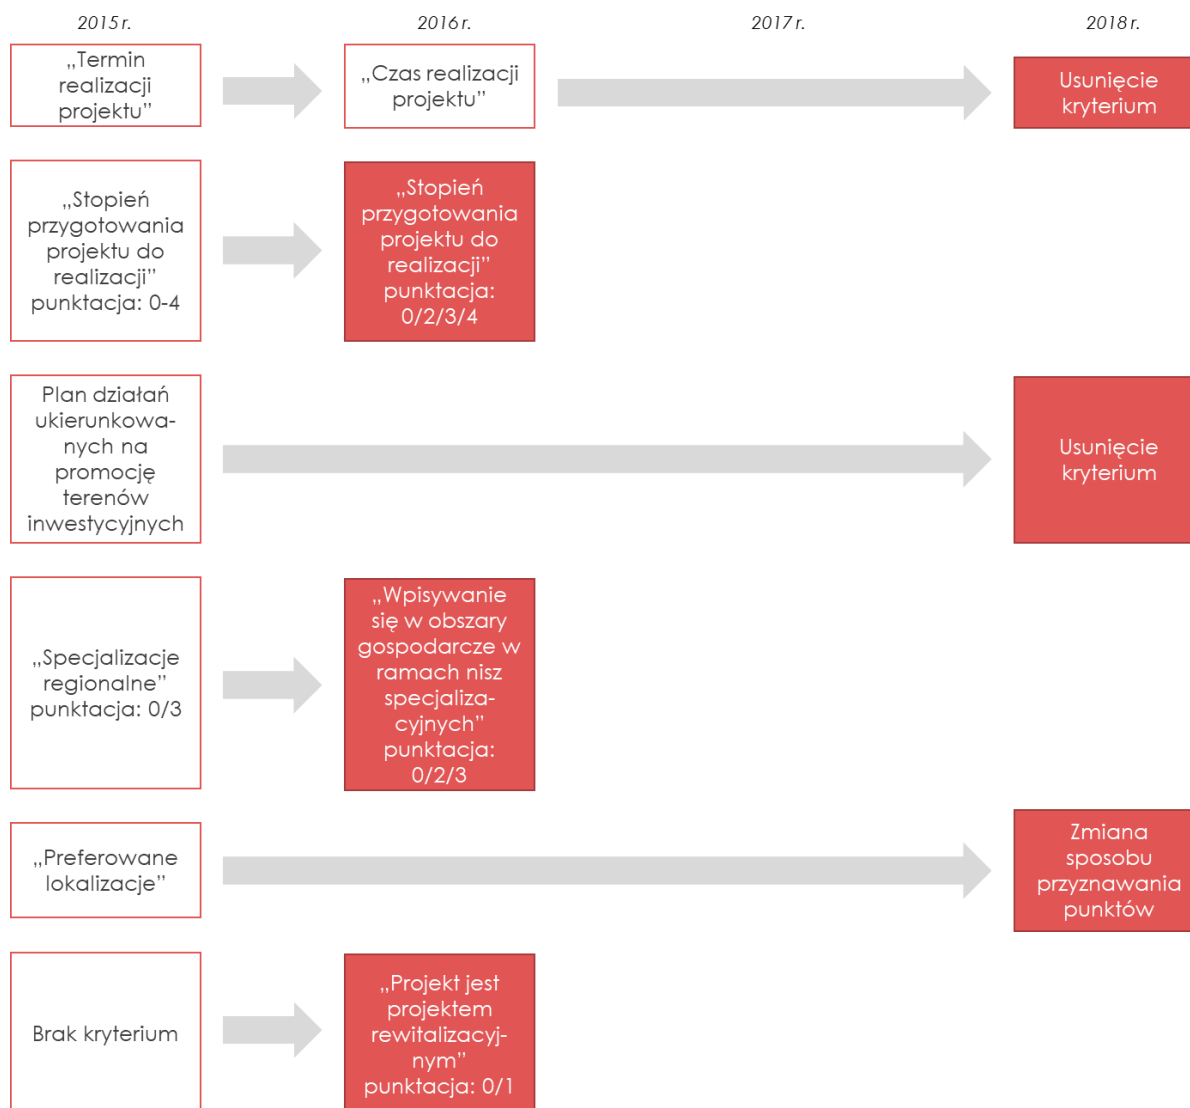 2015 r.
2016 r.
2017 r.
2018 r.
„Termin
realizacji
projektu”
„Czas realizacji
projektu”
Usunięcie
kryterium
„Stopień
przygotowania
projektu do
realizacji”
punktacja: 0-4
„Stopień
przygotowania
projektu do
realizacji”
punktacja:
0/2/3/4
Plan działań
ukierunkowa-
nych na
promocję
terenów
inwestycyjnych
Usunięcie
kryterium
„Specjalizacje
regionalne”
punktacja: 0/3
„Wpisywanie
się w obszary
gospodarcze w
ramach nisz
specjaliza-
cyjnych”
punktacja:
0/2/3
„Preferowane
lokalizacje”
Zmiana
sposobu
przyznawania
punktów
Brak kryterium
„Projekt jest
projektem
rewitalizacyj-
nym”
punktacja: 0/1